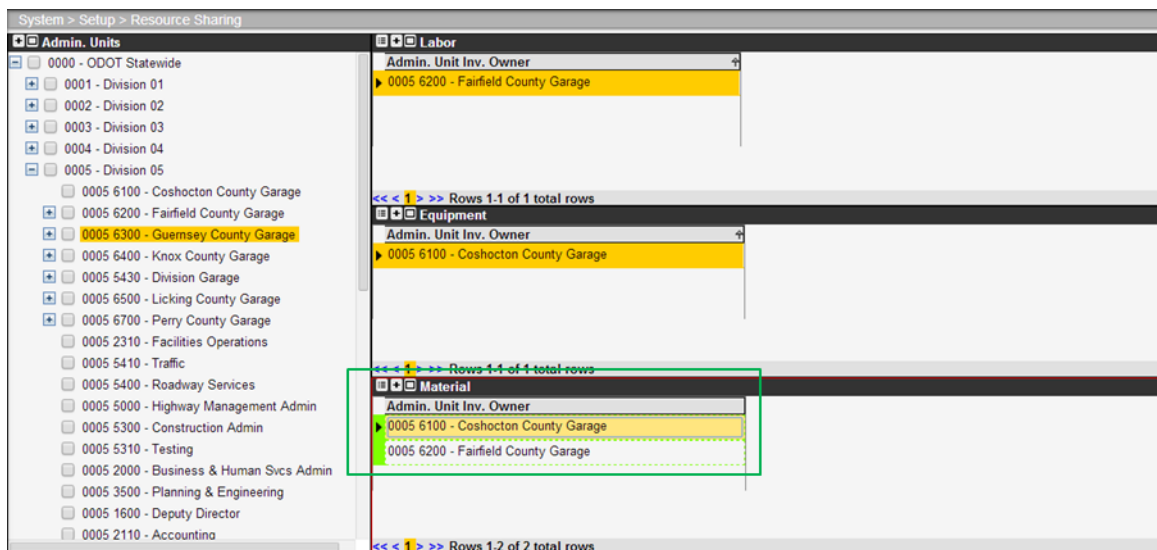 System > Setup > Resource Sharing
Admin. Units
0000 - ODOT Statewide
0001 - Division 01
0002 - Division 02
0003 - Division 03
0004 - Division 04
0005 - Division 05
0005 6100 - Coshocton County Garage
0005 6200 - Fairfield County Garage
0005 6300 - Guernsey County Garage
0005 6400 - Knox County Garage
0005 5430 - Division Garage
0005 6500 - Licking County Garage
0005 6700 - Perry County Garage
0005 2310 - Facilities Operations
0005 5410 - Traffic
0005 5400 - Roadway Services
0005 5000 - Highway Management Admin
0005 5300 - Construction Admin
0005 5310 - Testing
0005 2000 - Business & Human Svcs Admin
0005 3500 - Planning & Engineering
0005 1600 - Deputy Director
0005 2110 - Accounting
Labor
Admin. Unit Inv. Owner
0005 6200 - Fairfield County Garage
<< < 1 > >> Rows 1-1 of 1 total rows
Equipment
Admin. Unit Inv. Owner
0005 6100 - Coshocton County Garage
<< < 1 > >> Rows 1-1 of 1 total rows
Material
Admin. Unit Inv. Owner
0005 6100 - Coshocton County Garage
0005 6200 - Fairfield County Garage
<< < 1 > >> Rows 1-2 of 2 total rows